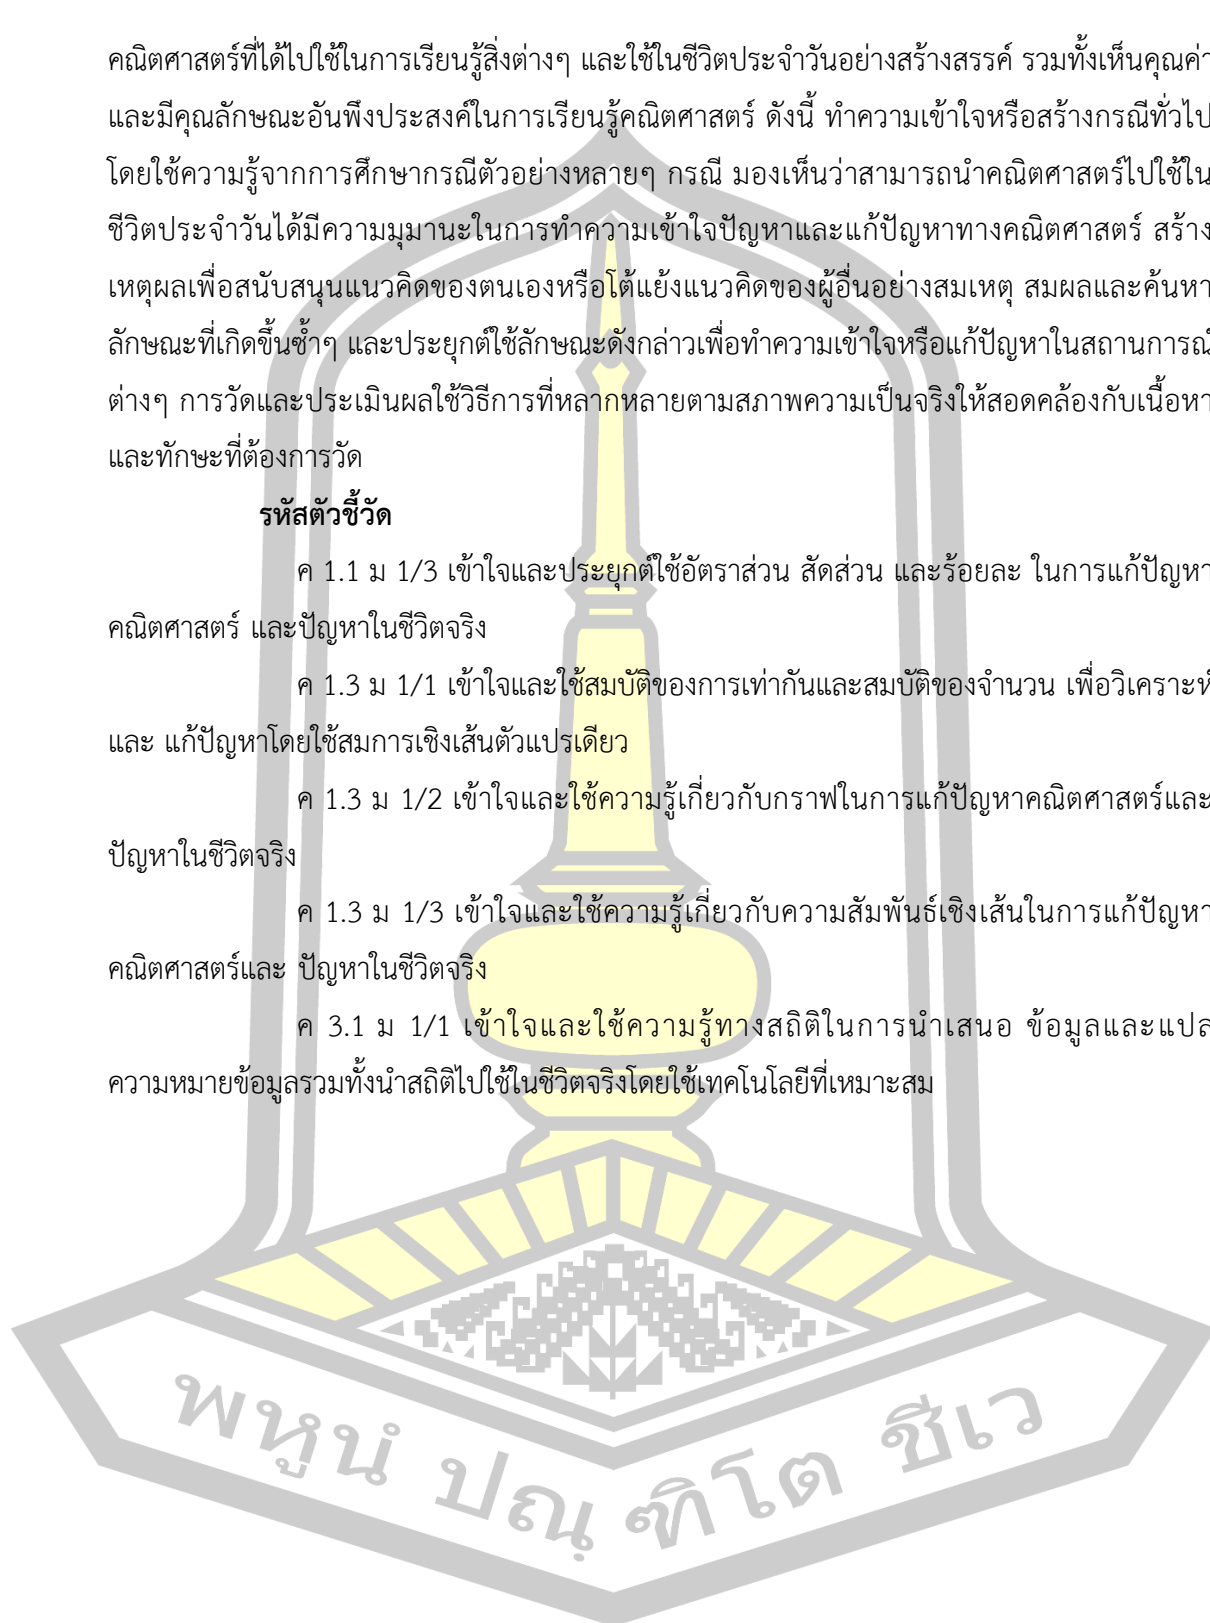 คณิตศาสตร์ที่ได้ไปใช้ในการเรียนรู้สิ่งต่างๆ และใช้ในชีวิตประจำวันอย่างสร้างสรรค์ รวมทั้งเห็นคุณค่า
และมีคุณลักษณะอันพึงประสงค์ในการเรียนรู้คณิตศาสตร์ ดังนี้ ทำความเข้าใจหรือสร้างกรณีทั่วไป
โดยใช้ความรู้จากการศึกษากรณีตัวอย่างหลายๆ กรณี มองเห็นว่าสามารถนำคณิตศาสตร์ไปใช้ใน
ชีวิตประจำวันได้มีความมุมานะในการทำความเข้าใจปัญหาและแก้ปัญหาทางคณิตศาสตร์ สร้าง
เหตุผลเพื่อสนับสนุนแนวคิดของตนเองหรือโต้แย้งแนวคิดของผู้อื่นอย่างสมเหตุ สมผลและค้นหา
ลักษณะที่เกิดขึ้นซ้ำๆ และประยุกต์ใช้ลักษณะดังกล่าวเพื่อทำความเข้าใจหรือแก้ปัญหาในสถานการณ์
ต่างๆ การวัดและประเมินผลใช้วิธีการที่หลากหลายตามสภาพความเป็นจริงให้สอดคล้องกับเนื้อหา
และทักษะที่ต้องการวัด
รหัสตัวชี้วัด
ค 1.1 ม 1/3 เข้าใจและประยุกต์ใช้อัตราส่วน สัดส่วน และร้อยละ ในการแก้ปัญหา
คณิตศาสตร์ และปัญหาในชีวิตจริง
ค 1.3 ม 1/1 เข้าใจและใช้สมบัติของการเท่ากันและสมบัติของจำนวน เพื่อวิเคราะห์
และ แก้ปัญหาโดยใช้สมการเชิงเส้นตัวแปรเดียว
ค 1.3 ม 1/2 เข้าใจและใช้ความรู้เกี่ยวกับกราฟในการแก้ปัญหาคณิตศาสตร์และ
ปัญหาในชีวิตจริง
ค 1.3 ม 1/3 เข้าใจและใช้ความรู้เกี่ยวกับความสัมพันธ์เชิงเส้นในการแก้ปัญหา
คณิตศาสตร์และ ปัญหาในชีวิตจริง
ค 3.1 ม 1/1 เข้าใจและใช้ความรู้ทางสถิติในการนำเสนอ ข้อมูลและแปล
ความหมายข้อมูลรวมทั้งนำสถิติไปใช้ในชีวิตจริงโดยใช้เทคโนโลยีที่เหมาะสม
พหูนํ ปณฺ ฑิโต ชีเว